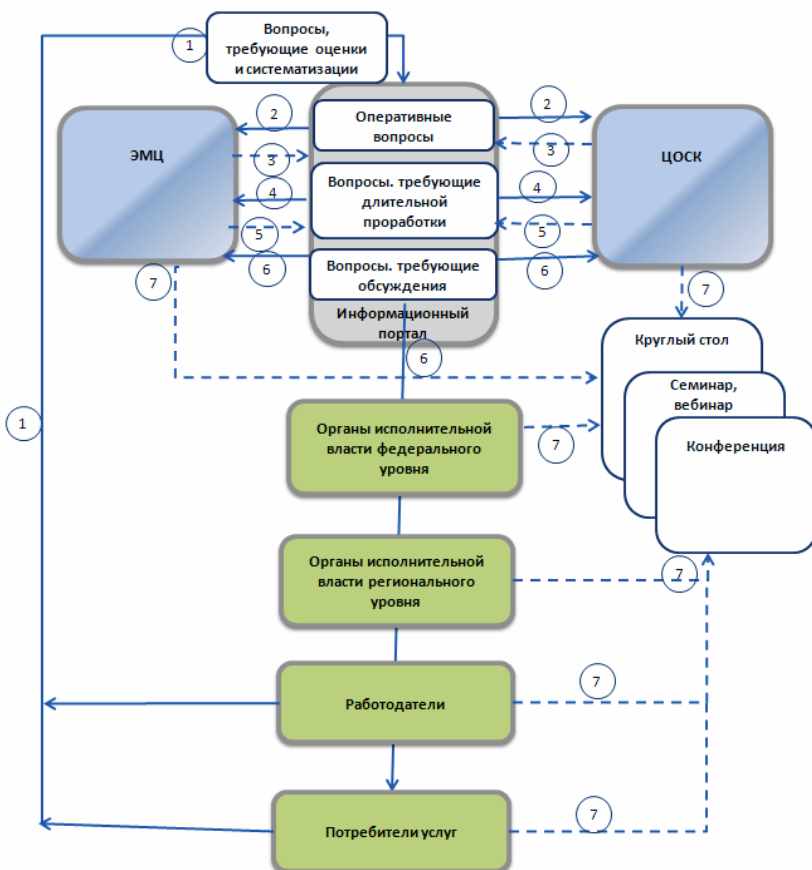 1
Вопросы,
требующие оценки
и систематизации
2
Оперативные
вопросы
2
ЭМЦ
3
3
ЦОСК
4
Вопросы. требующие
длительной
проработки
4
5
5
6
Вопросы. требующие
обсуждения
6
7
7
Информационный
портал
Круглый стол
6
Семинар,
вебинар
1
Органы исполнительной
власти федерального
уровня
7
Конференция
Органы исполнительной
власти регионального
уровня
7
Работодатели
7
Потребители услуг
7